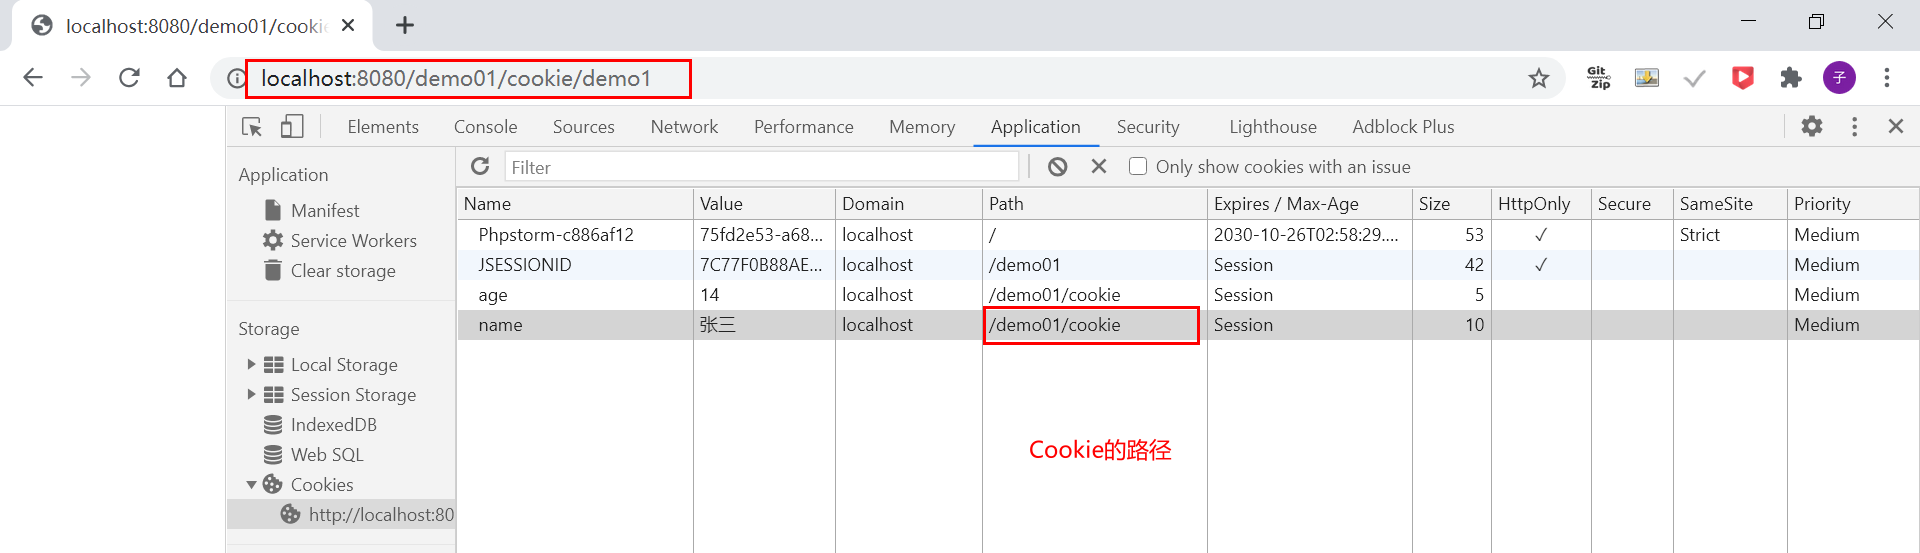 localhost:8080/demo01/cooki
localhost:8080/demo01/cookie/demo1
Git Zip
子
Elements Console Sources Network Performance Memory Application Security Lighthouse Adblock Plus
Application
Manifest
Service Workers
Clear storage
Storage
Local Storage
Session Storage
IndexedDB
Web SQL
Cookies
http://localhost:80
Filter Only show cookies with an issue
Name Value Domain Path Expires / Max-Age Size HttpOnly Secure SameSite Priority
Phpstorm-c886af12 75fd2e53-a68... localhost / 2030-10-26T02:58:29.... 53 ✓ Strict Medium
JSESSIONID 7C77F0B88AE... localhost /demo01 Session 42 ✓ Medium
age 14 localhost /demo01/cookie Session 5 Medium
name 张三 localhost /demo01/cookie Session 10 Medium
Cookie的路径